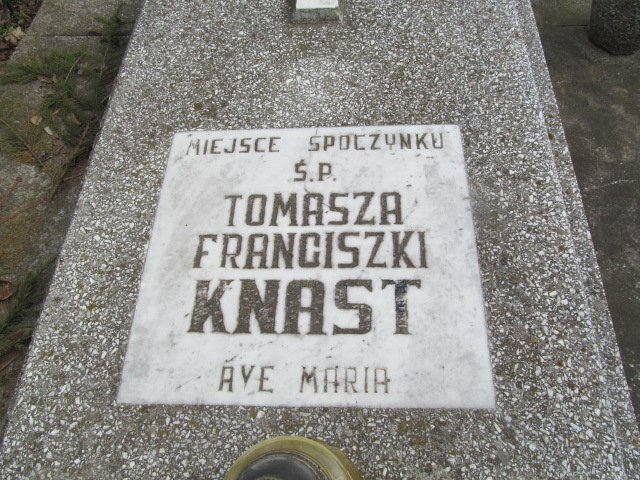 MIEJSCE SPOCZYNKU
Ś.P.
TOMASZA
FRANCISZKI
KNAST
AVE MARIA